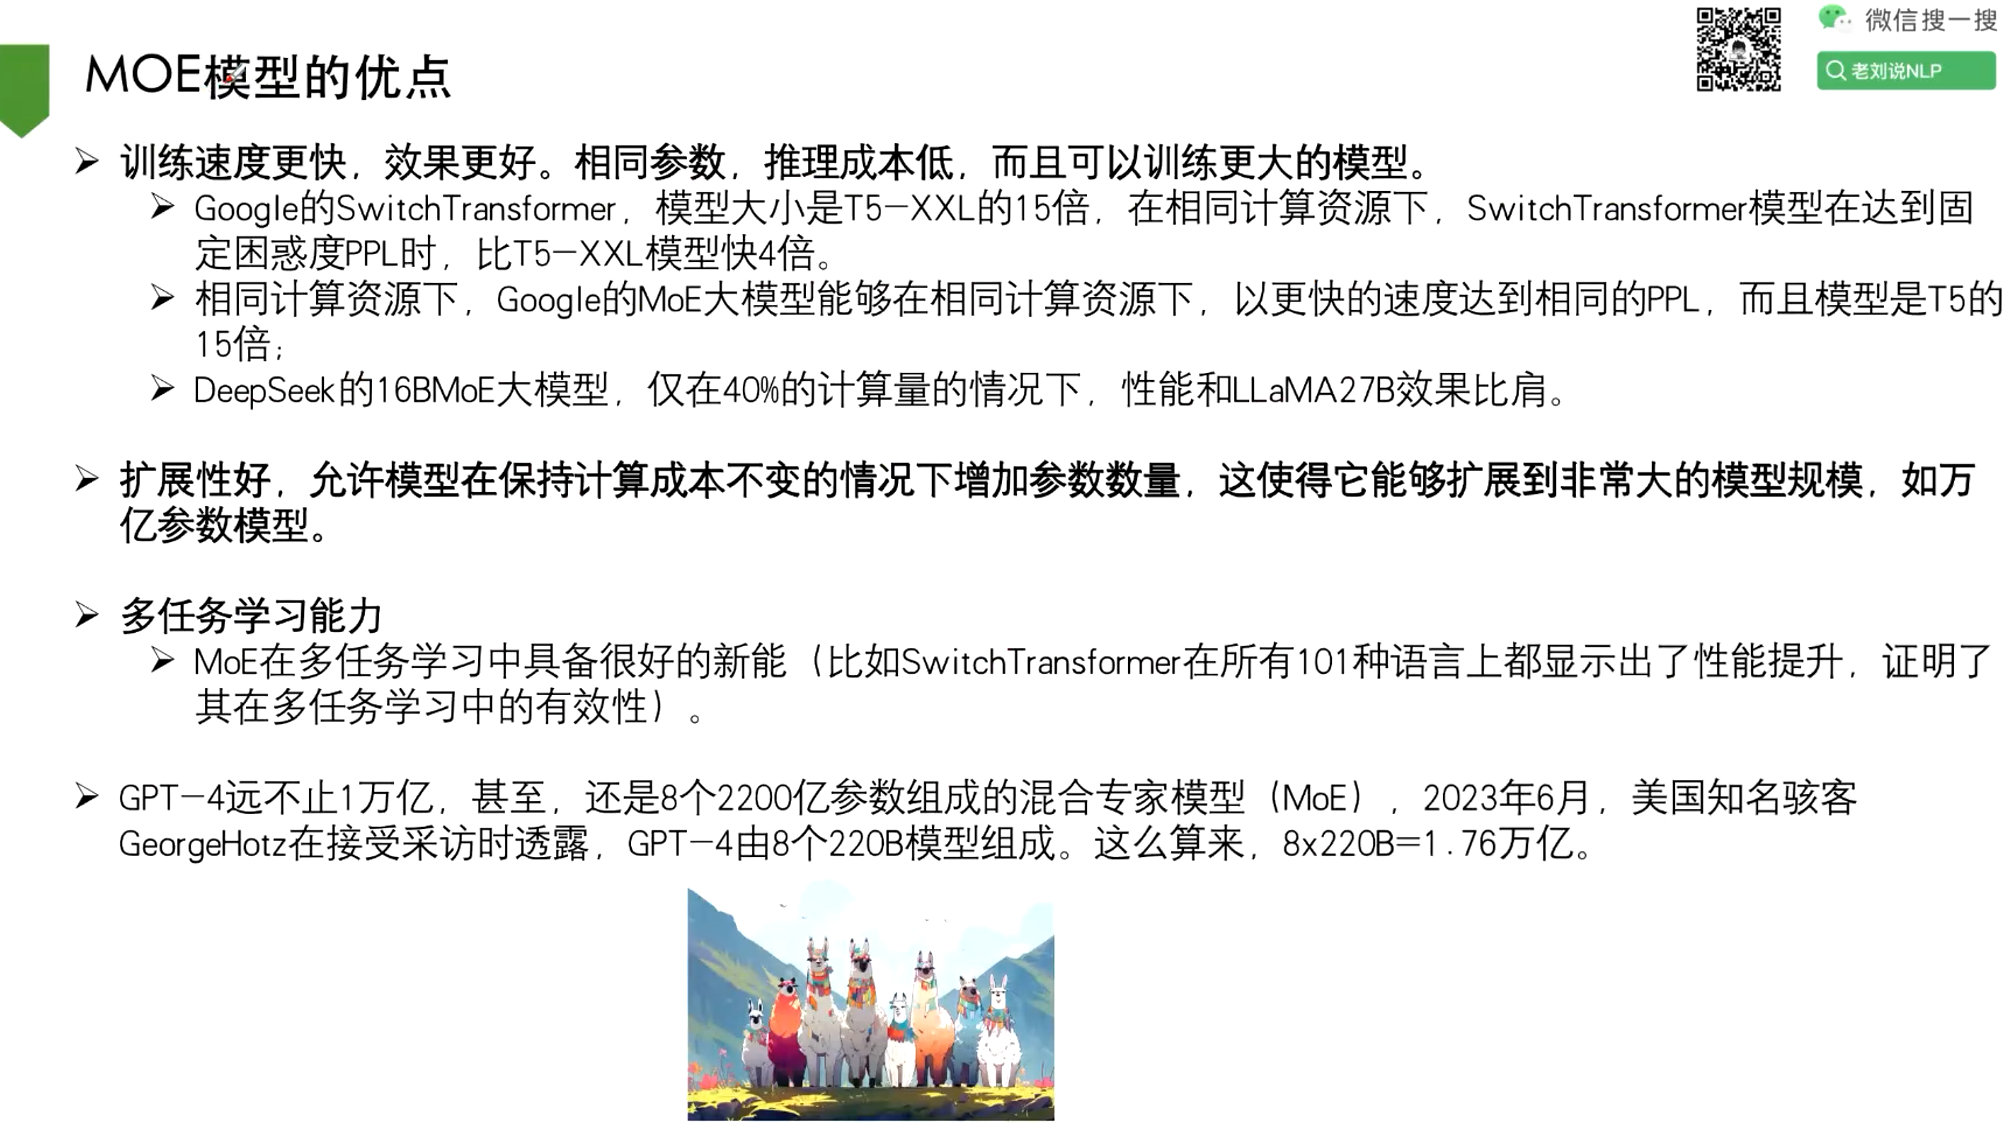 微信搜一搜
老刘说NLP
MOE模型的优点
➢ 训练速度更快，效果更好。相同参数，推理成本低，而且可以训练更大的模型。
➢ Google的SwitchTransformer，模型大小是T5-XXL的15倍，在相同计算资源下，SwitchTransformer模型在达到固
定困惑度PPL时，比T5-XXL模型快4倍。
➢ 相同计算资源下，Google的MoE大模型能够在相同计算资源下，以更快的速度达到相同的PPL，而且模型是T5的
15倍；
➢ DeepSeek的16BMoE大模型，仅在40%的计算量的情况下，性能和LLaMA27B效果比肩。
➢ 扩展性好，允许模型在保持计算成本不变的情况下增加参数数量，这使得它能够扩展到非常大的模型规模，如万
亿参数模型。
➢ 多任务学习能力
➢ MoE在多任务学习中具备很好的新能（比如SwitchTransformer在所有101种语言上都显示出了性能提升，证明了
其在多任务学习中的有效性）。
➢ GPT-4远不止1万亿，甚至，还是8个2200亿参数组成的混合专家模型（MoE），2023年6月，美国知名骇客
GeorgeHotz在接受采访时透露，GPT-4由8个220B模型组成。这么算来，8x220B=1.76万亿。